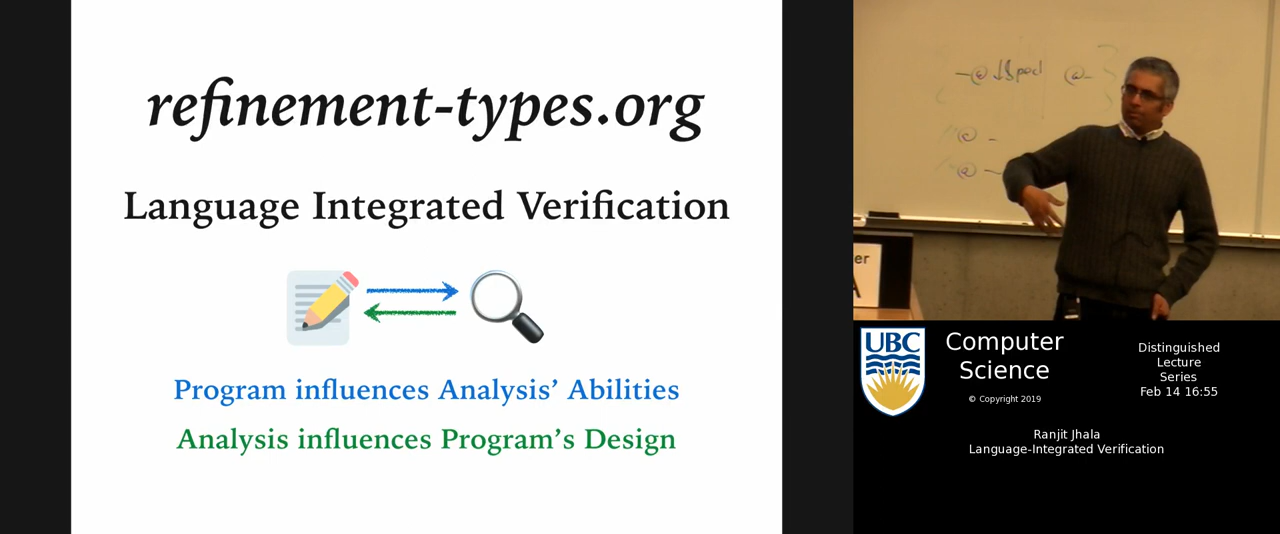 refinement-types.org
Language Integrated Verification
Program influences Analysis’ Abilities
Analysis influences Program’s Design
er
A
UBC
Computer
Science
© Copyright 2019
Distinguished
Lecture
Series
Feb 14 16:55
Ranjit Jhala
Language-Integrated Verification